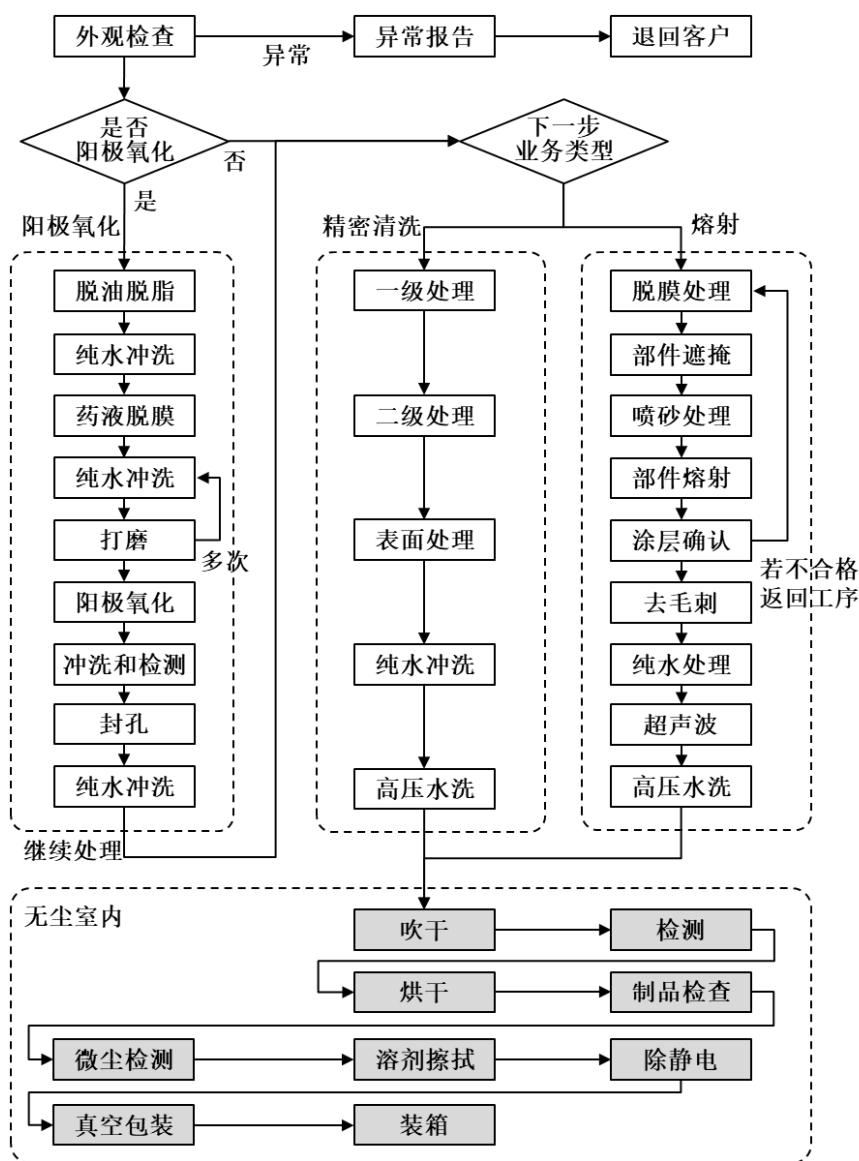 外观检查
异常
异常报告
退回客户
是否
阳极氧化
否
是
下一步
业务类型
阳极氧化
脱油脱脂
纯水冲洗
药液脱膜
纯水冲洗
打磨
多次
阳极氧化
冲洗和检测
封孔
纯水冲洗
继续处理
精密清洗
一级处理
二级处理
表面处理
纯水冲洗
高压水洗
熔射
脱膜处理
部件遮掩
喷砂处理
部件熔射
涂层确认
若不合格
返回工序
去毛刺
纯水处理
超声波
高压水洗
无尘室内
吹干
检测
烘干
制品检查
微尘检测
溶剂擦拭
除静电
真空包装
装箱